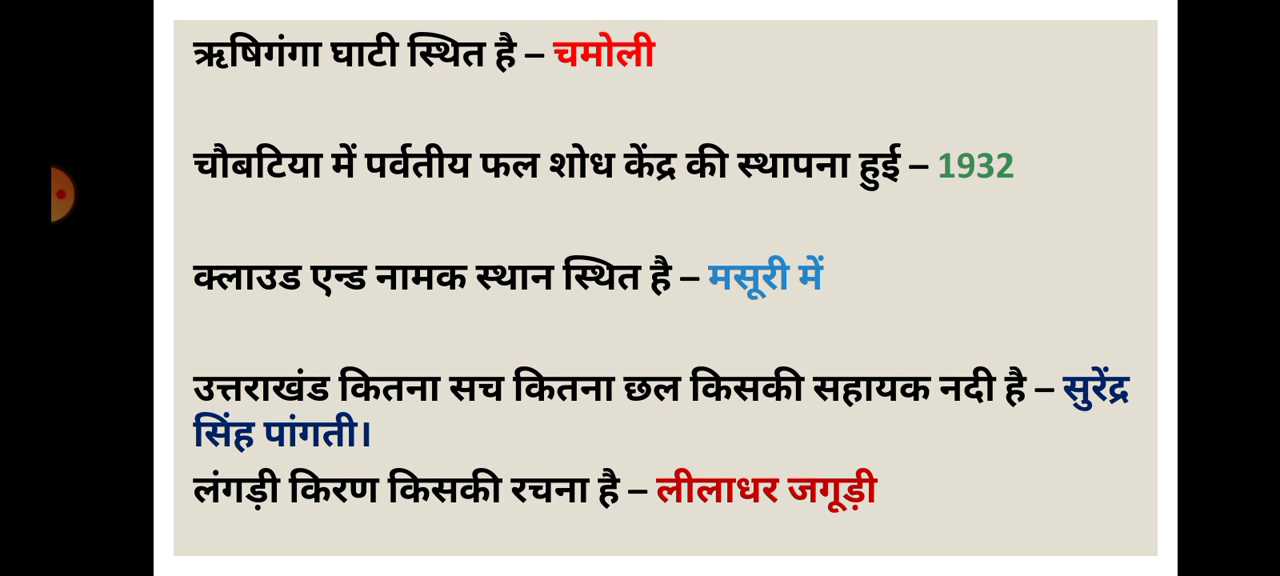 ऋषिगंगा घाटी स्थित है – चमोली
चौबटिया में पर्वतीय फल शोध केंद्र की स्थापना हुई – 1932
क्लाउड एन्ड नामक स्थान स्थित है – मसूरी में
उत्तराखंड कितना सच कितना छल किसकी सहायक नदी है – सुरेंद्र
सिंह पांगती।
लंगड़ी किरण किसकी रचना है – लीलाधर जगूड़ी